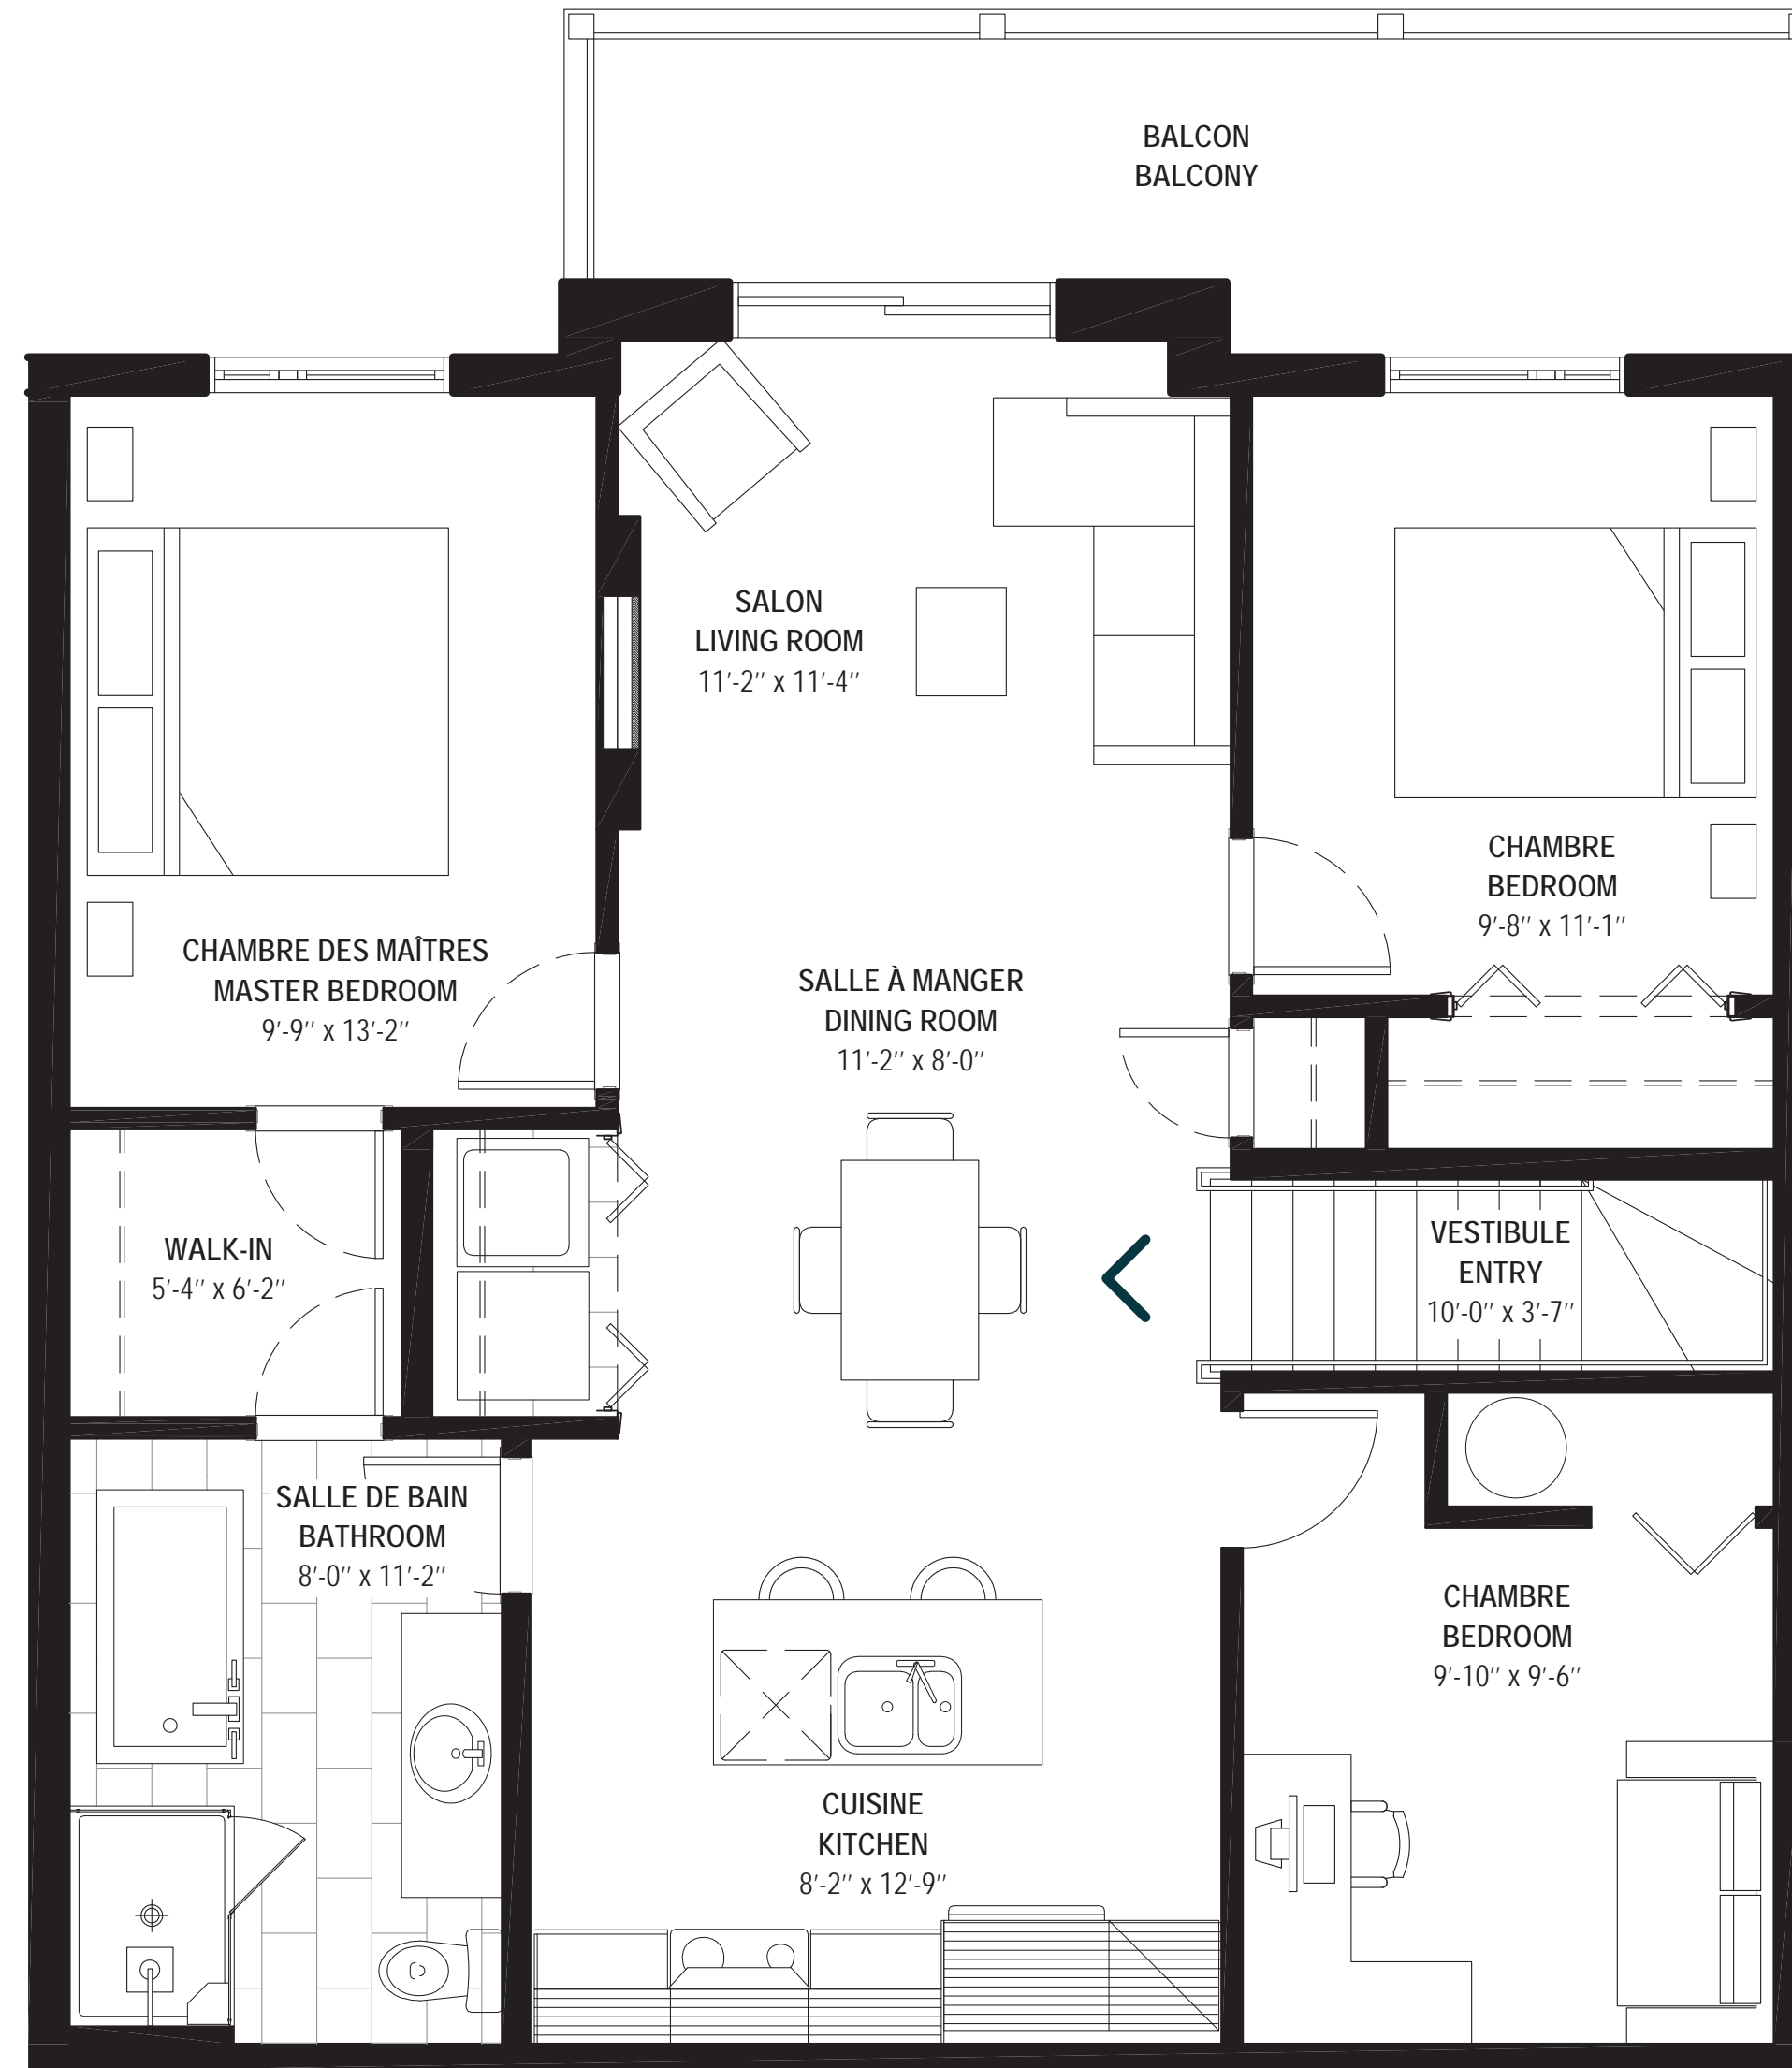 BALCON
BALCONY
SALON
LIVING ROOM
11'-2'' x 11'-4''
CHAMBRE
BEDROOM
9'-8'' x 11'-1''
CHAMBRE DES MAÎTRES
MASTER BEDROOM
9'-9'' x 13'-2''
SALLE À MANGER
DINING ROOM
11'-2'' x 8'-0''
WALK-IN
5'-4'' x 6'-2''
VESTIBULE
ENTRY
10'-0'' x 3'-7''
SALLE DE BAIN
BATHROOM
8'-0'' x 11'-2''
CHAMBRE
BEDROOM
9'-10'' x 9'-6''
CUISINE
KITCHEN
8'-2'' x 12'-9''